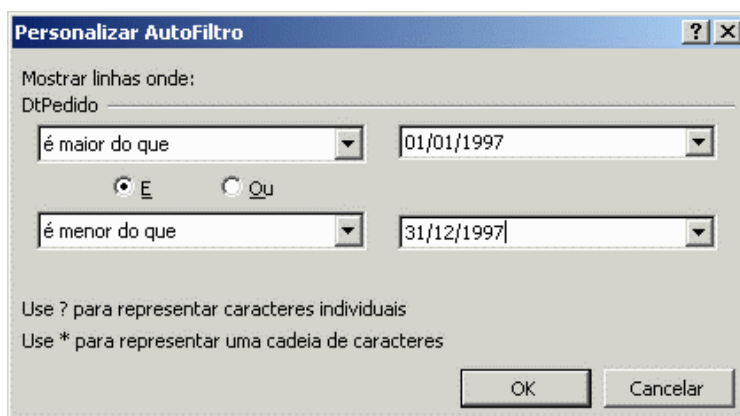 Personalizar AutoFiltro
Mostrar linhas onde:
DtPedido
é maior do que 01/01/1997
E Ou
é menor do que 31/12/1997
Use ? para representar caracteres individuais
Use * para representar uma cadeia de caracteres
OK Cancelar